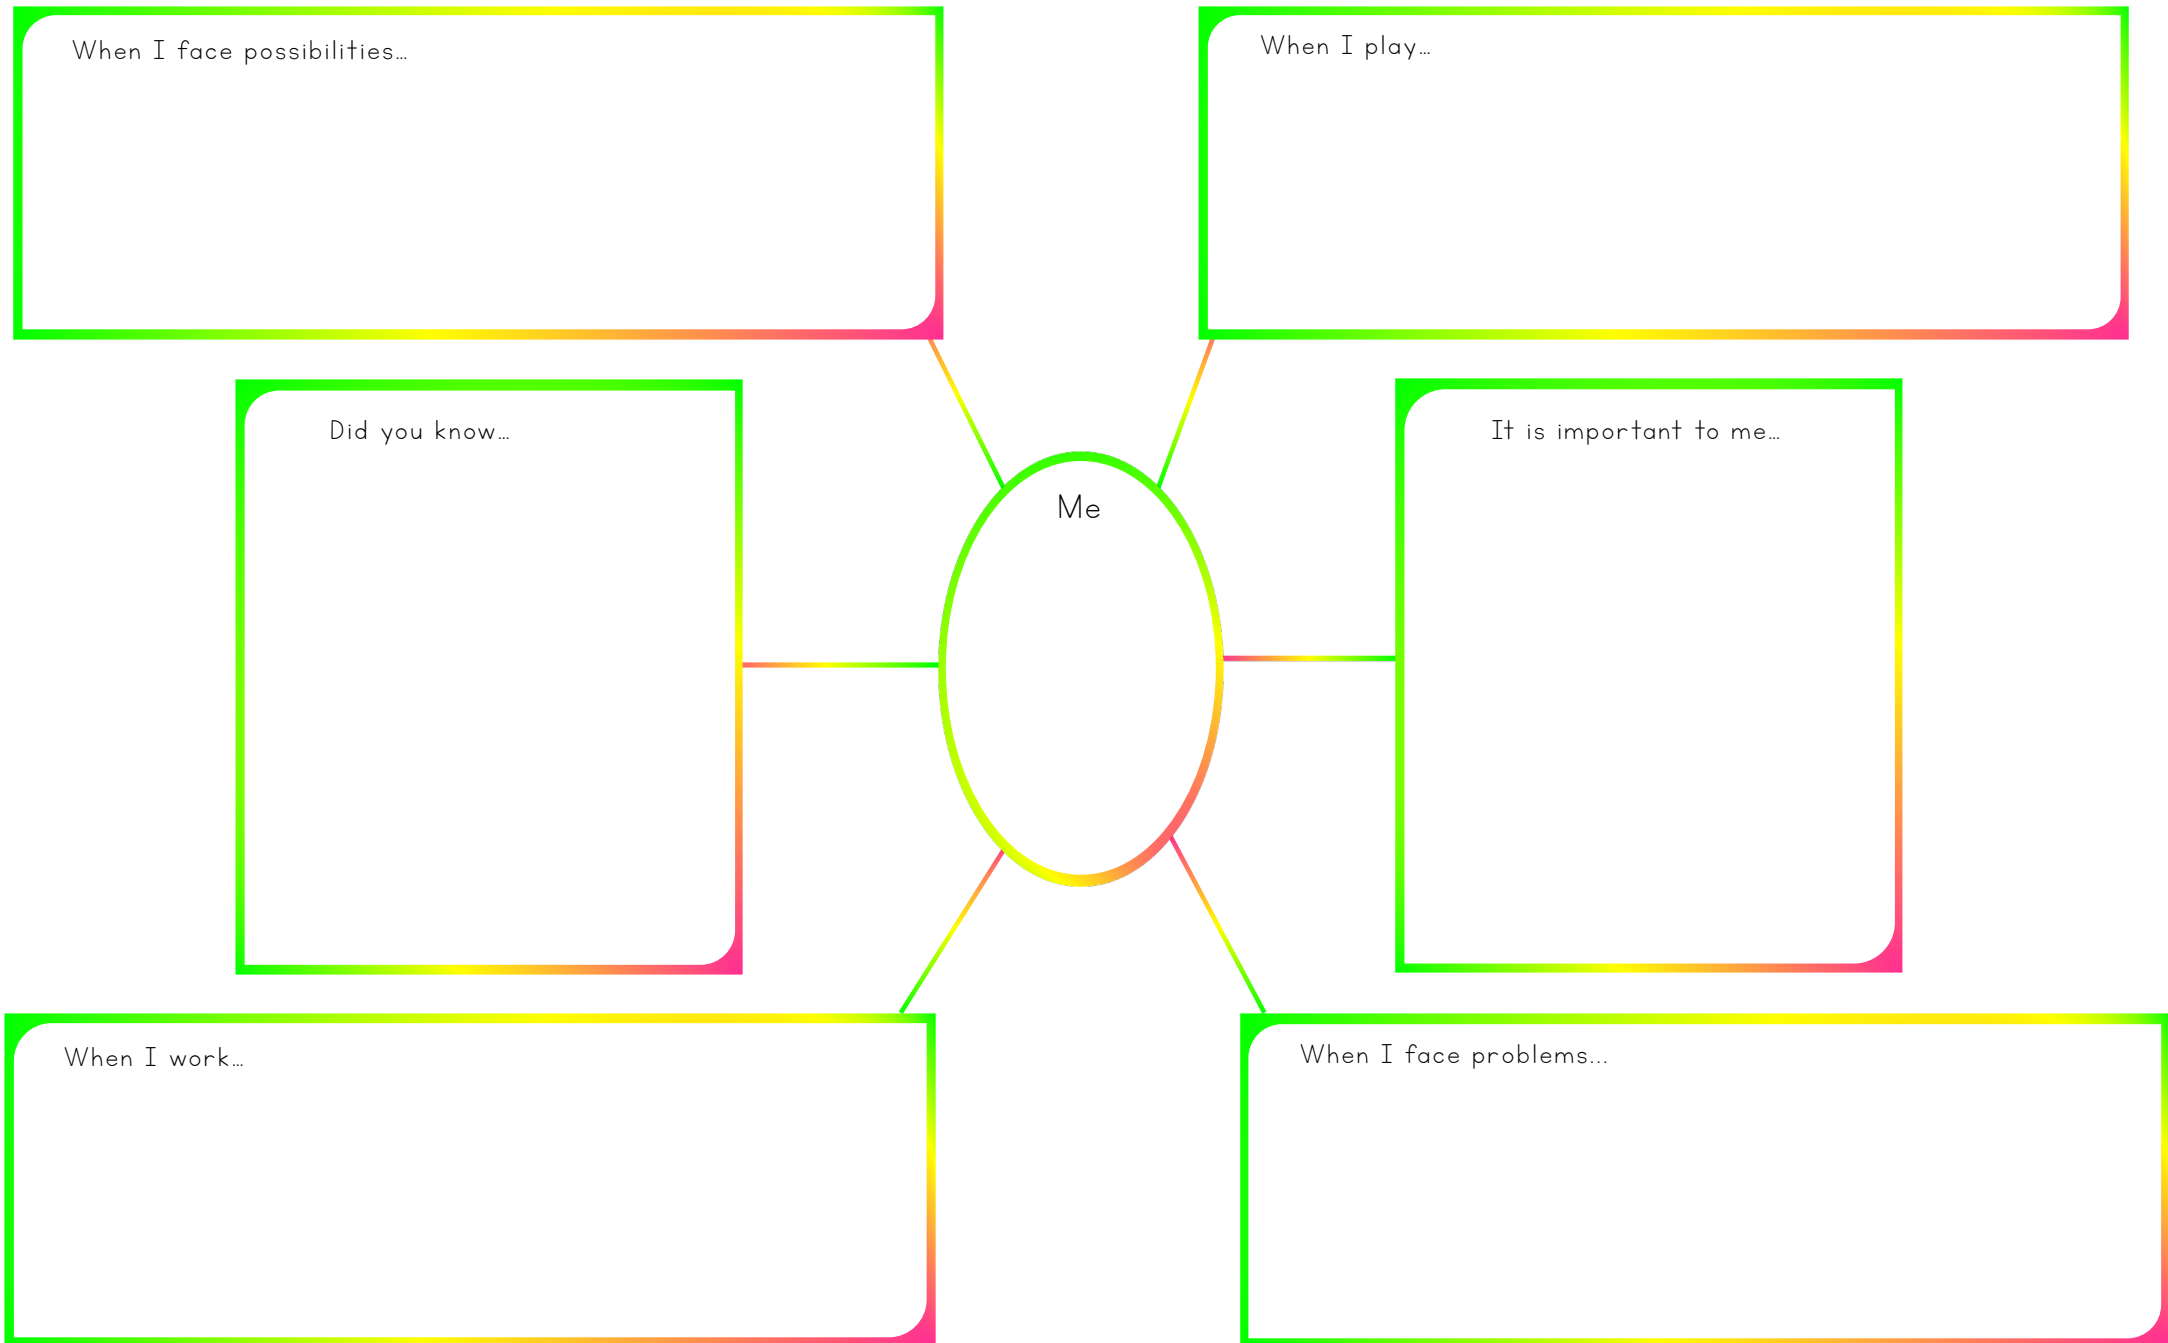 When I face possibilities…
When I play…
Did you know…
It is important to me…
Me
When I work…
When I face problems...